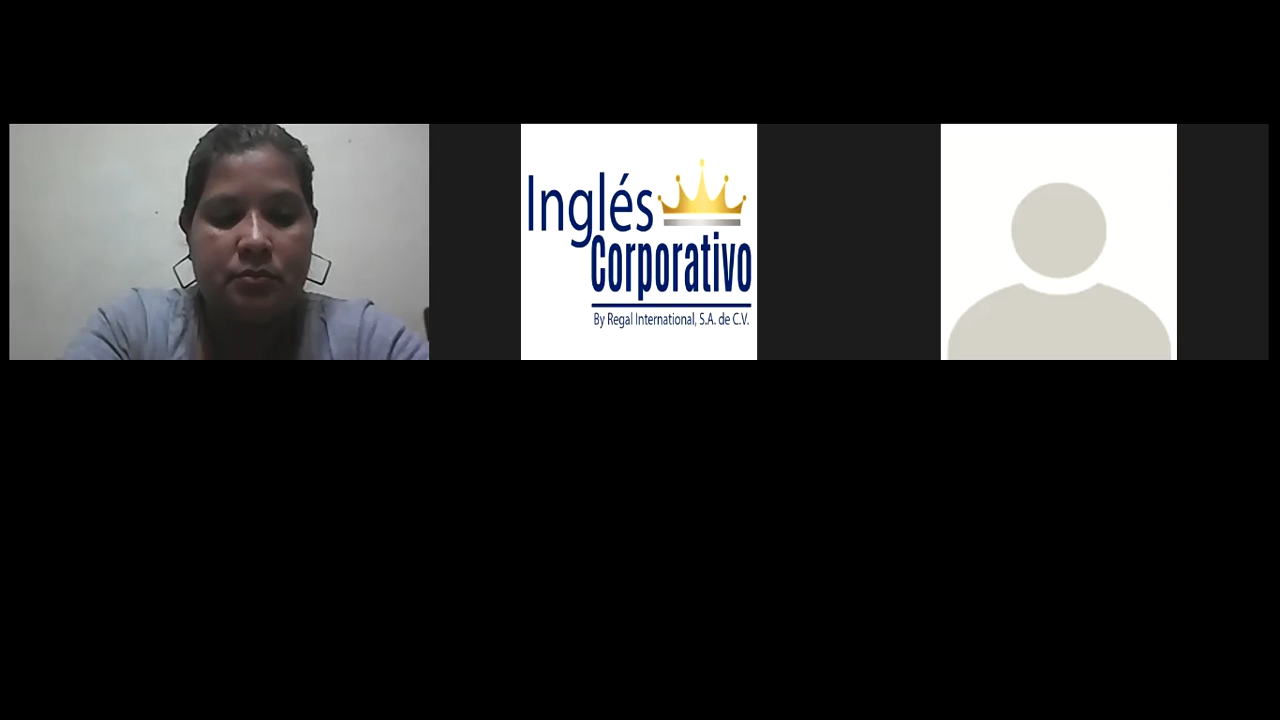 Inglés
Corporativo
By Regal International, S.A. de C.V.